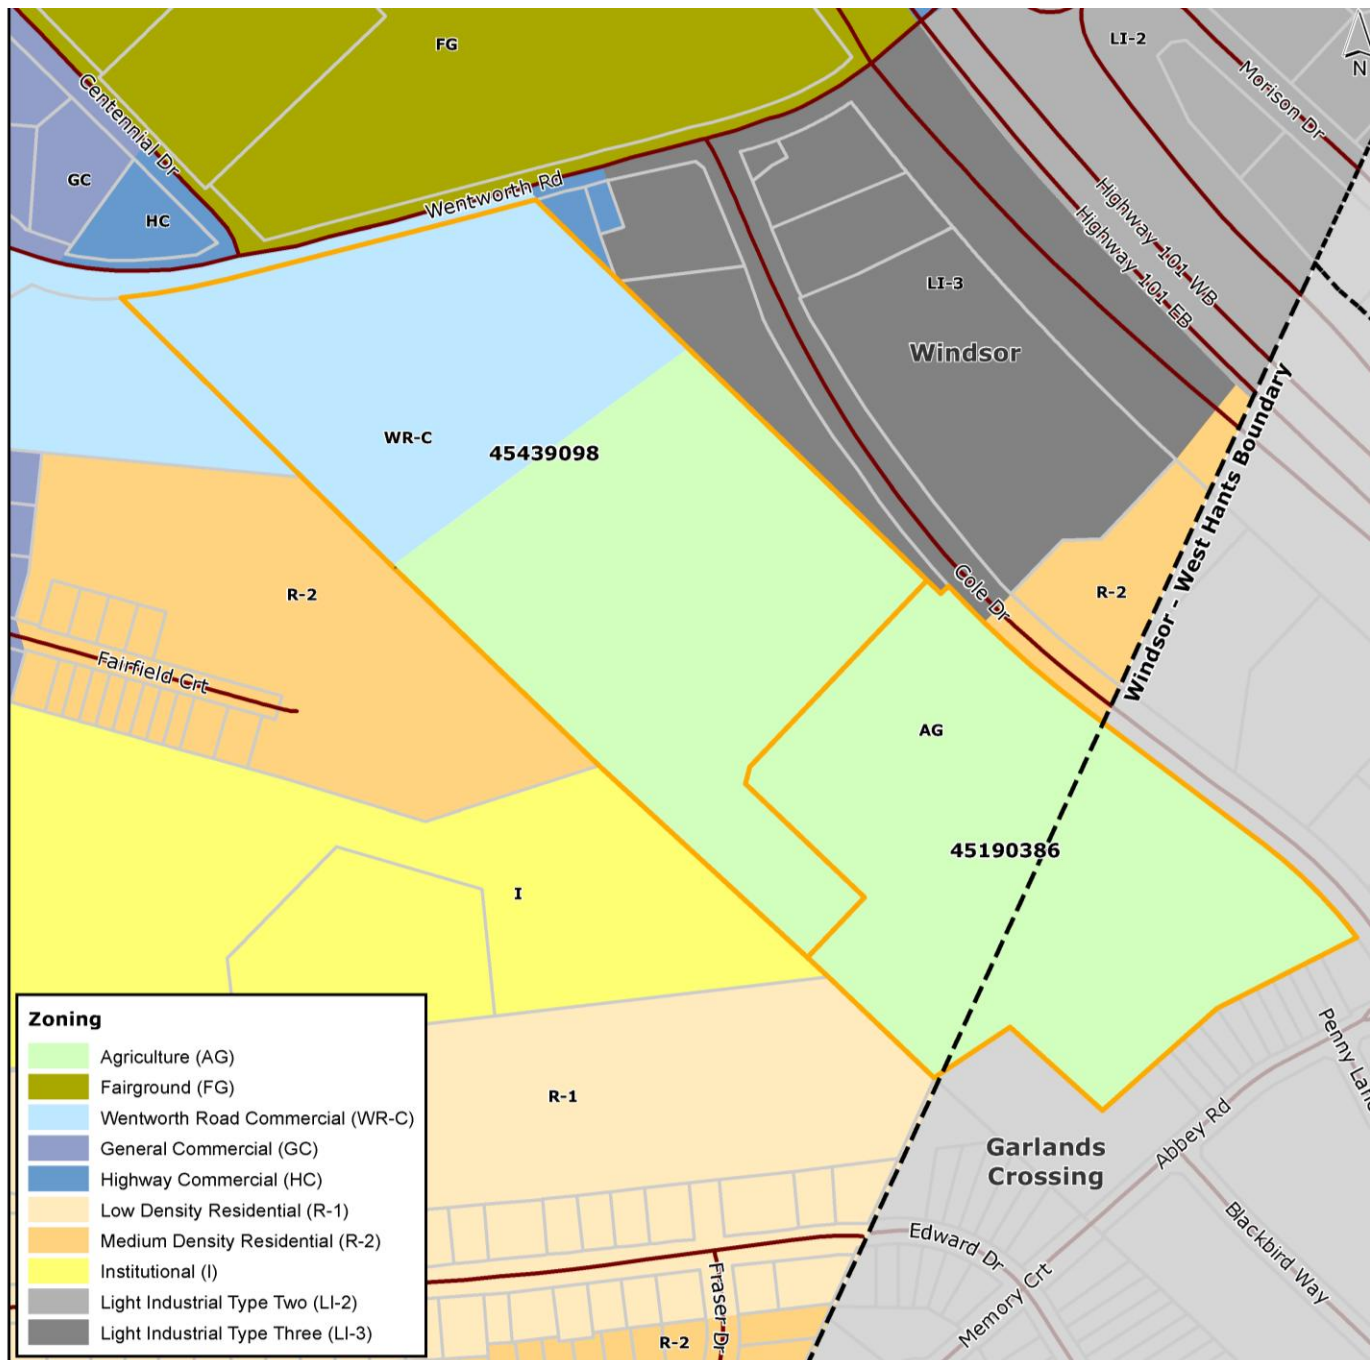 FG
LI-2
N
Morison Dr
Centennial Dr
GC
HC
Wentworth Rd
Highway 101 WB
Highway 101 EB
LI-3
Windsor
WR-C
45439098
R-2
Cole Dr
R-2
Windsor - West Hants Boundary
Fairfield Crt
AG
45190386
I
Penny Lane
R-1
Garlands
Crossing
Abbey Rd
Blackbird Way
Edward Dr
Memory Crt
Fraser Dr
R-2
Zoning
Agriculture (AG)
Fairground (FG)
Wentworth Road Commercial (WR-C)
General Commercial (GC)
Highway Commercial (HC)
Low Density Residential (R-1)
Medium Density Residential (R-2)
Institutional (I)
Light Industrial Type Two (LI-2)
Light Industrial Type Three (LI-3)